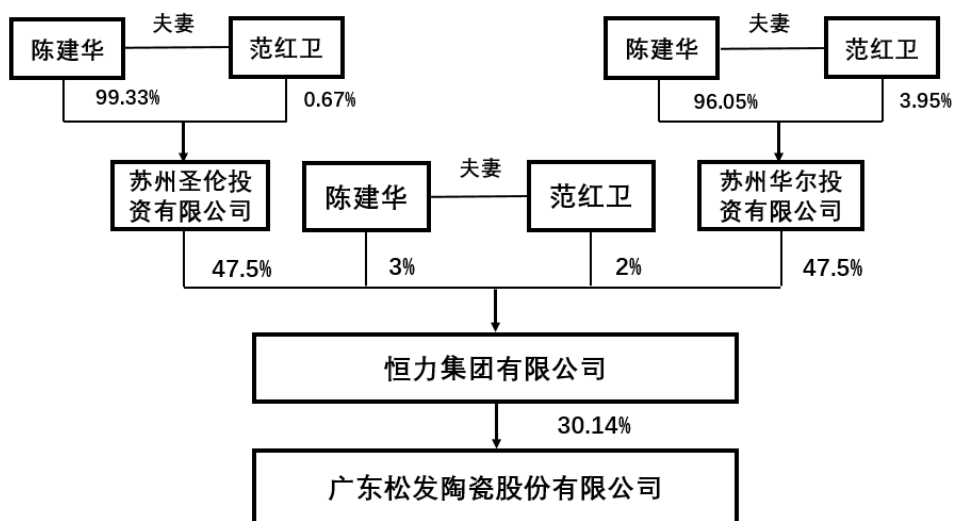 夫妻
夫妻
陈建华
范红卫
陈建华
范红卫
99.33%
0.67%
96.05%
3.95%
苏州圣伦投
资有限公司
陈建华
夫妻
范红卫
苏州华尔投
资有限公司
47.5%
3%
2%
47.5%
恒力集团有限公司
30.14%
广东松发陶瓷股份有限公司